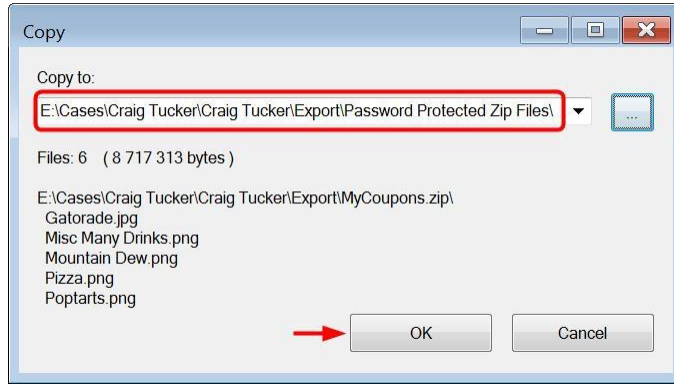 Copy
Copy to:
E:\Cases\Craig Tucker\Craig Tucker\Export\Password Protected Zip Files\
...
Files: 6 ( 8 717 313 bytes )
E:\Cases\Craig Tucker\Craig Tucker\Export\MyCoupons.zip\
Gatorade.jpg
Misc Many Drinks.png
Mountain Dew.png
Pizza.png
Poptarts.png
OK Cancel